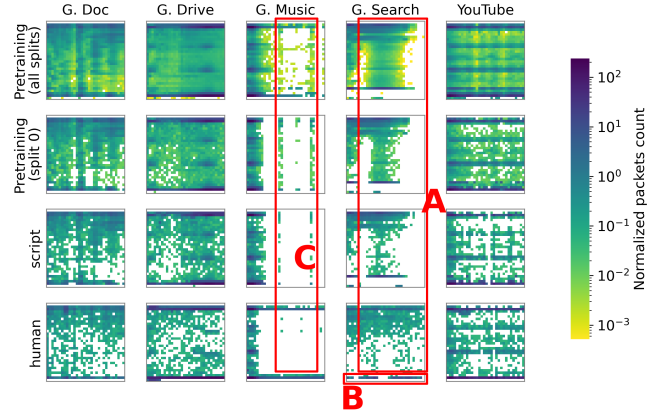 G. Doc G. Drive G. Music G. Search YouTube
Pretraining
(all splits)
Pretraining
(split 0)
script
human
A
C
B
10²
10¹
10⁰
10⁻¹
10⁻²
10⁻³
Normalized packets count